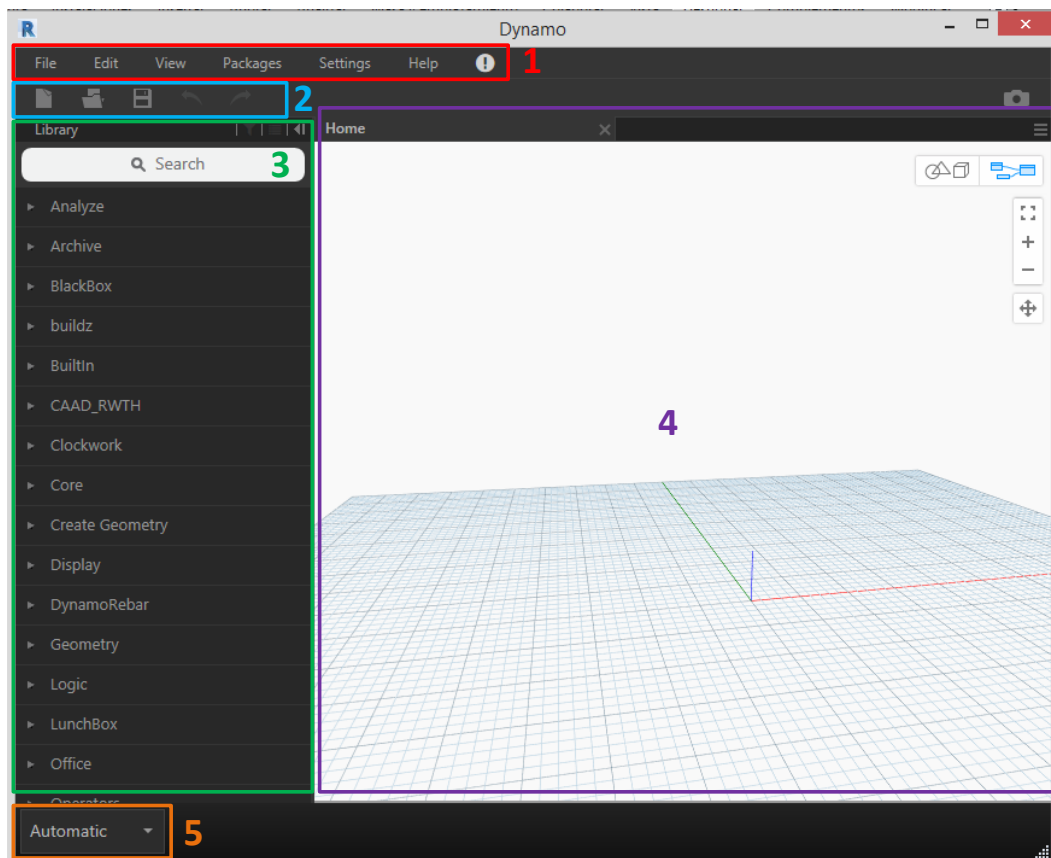 Dynamo
File Edit View Packages Settings Help 1
2
Library
Home
Search 3
Analyze
Archive
BlackBox
buildz
BuiltIn
CAAD_RWTH
Clockwork
Core
Create Geometry
Display
DynamoRebar
Geometry
Logic
LunchBox
Office
Operators
4
Automatic 5